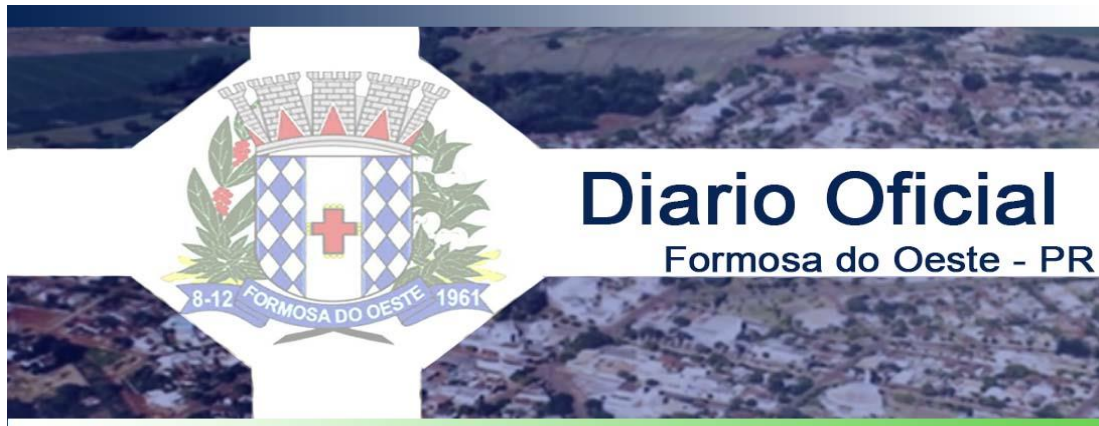 Diario Oficial
Formosa do Oeste - PR
8-12 FORMOSA DO OESTE 1961